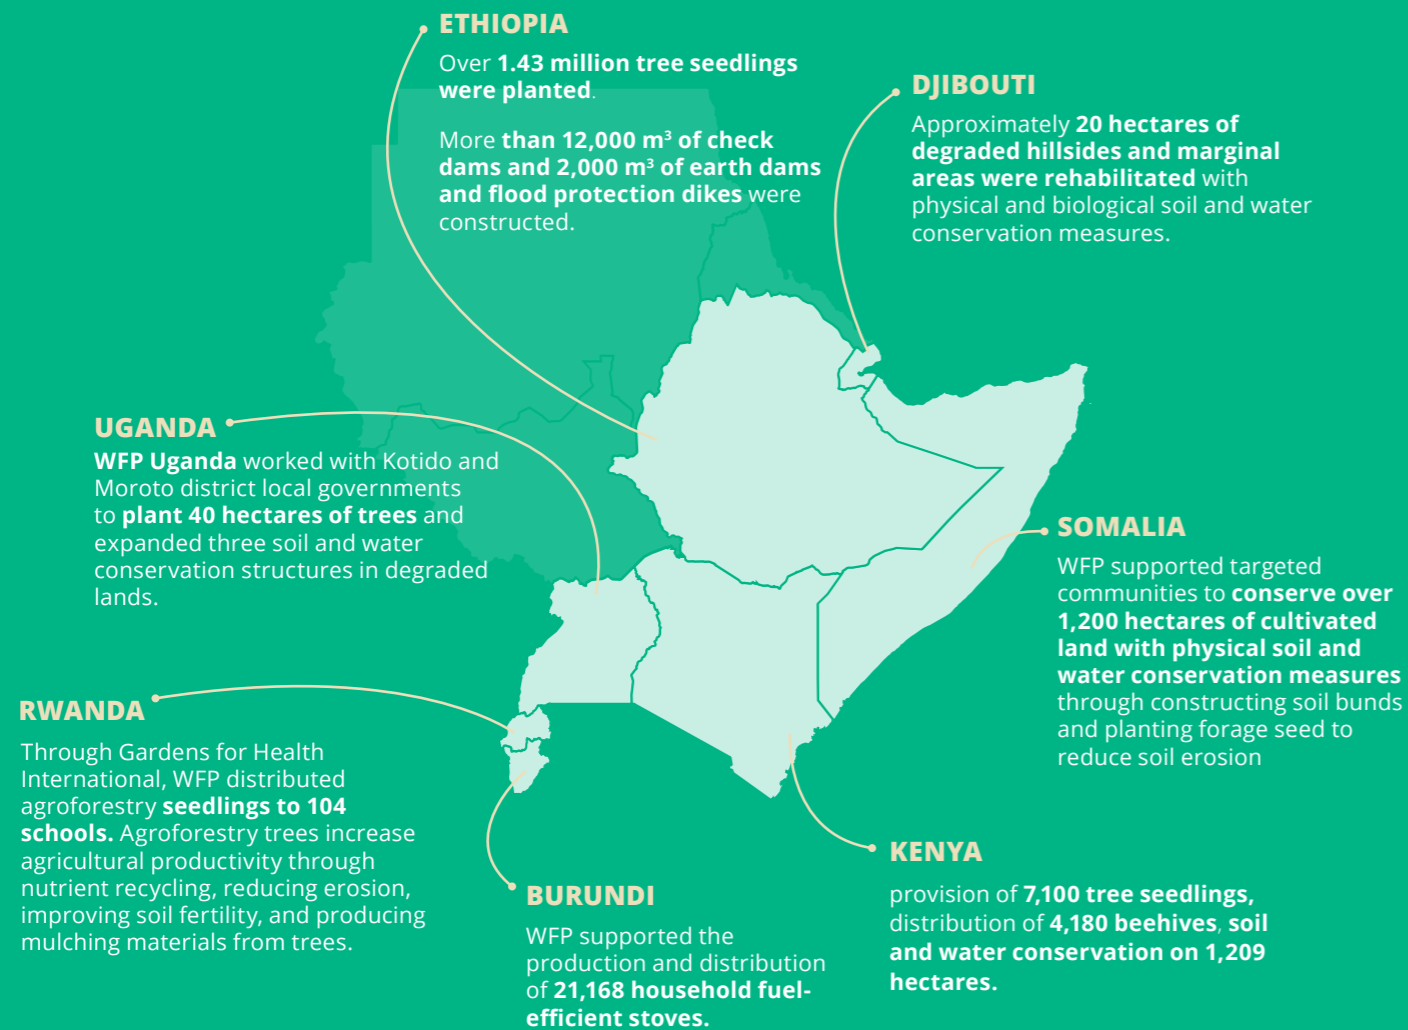 ETHIOPIA
Over 1.43 million tree seedlings
were planted.
More than 12,000 m³ of check
dams and 2,000 m³ of earth dams
and flood protection dikes were
constructed.
DJIBOUTI
Approximately 20 hectares of
degraded hillsides and marginal
areas were rehabilitated with
physical and biological soil and water
conservation measures.
UGANDA
WFP Uganda worked with Kotido and
Moroto district local governments
to plant 40 hectares of trees and
expanded three soil and water
conservation structures in degraded
lands.
SOMALIA
WFP supported targeted
communities to conserve over
1,200 hectares of cultivated
land with physical soil and
water conservation measures
through constructing soil bunds
and planting forage seed to
reduce soil erosion
RWANDA
Through Gardens for Health
International, WFP distributed
agroforestry seedlings to 104
schools. Agroforestry trees increase
agricultural productivity through
nutrient recycling, reducing erosion,
improving soil fertility, and producing
mulching materials from trees.
BURUNDI
WFP supported the
production and distribution
of 21,168 household fuel-
efficient stoves.
KENYA
provision of 7,100 tree seedlings,
distribution of 4,180 beehives, soil
and water conservation on 1,209
hectares.